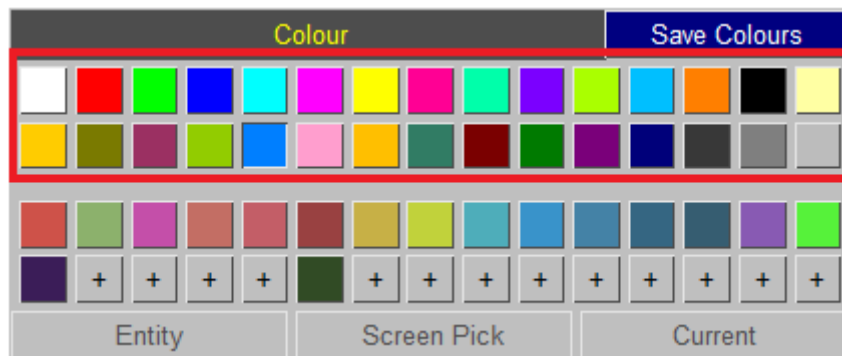 Colour Save Colours
+ + + + + + + + + + + + +
Entity Screen Pick Current